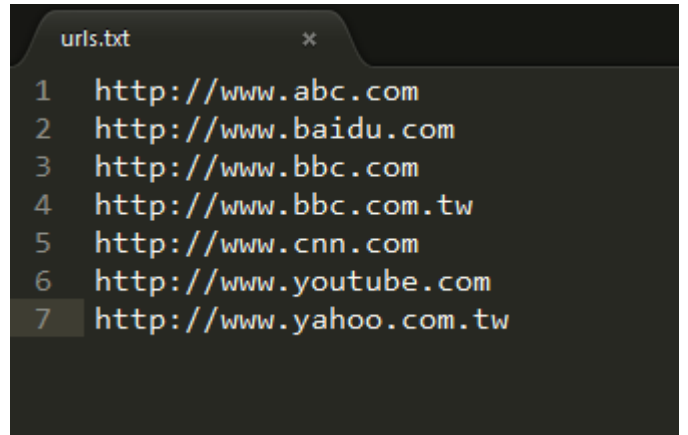 urls.txt ×
1 http://www.abc.com
2 http://www.baidu.com
3 http://www.bbc.com
4 http://www.bbc.com.tw
5 http://www.cnn.com
6 http://www.youtube.com
7 http://www.yahoo.com.tw